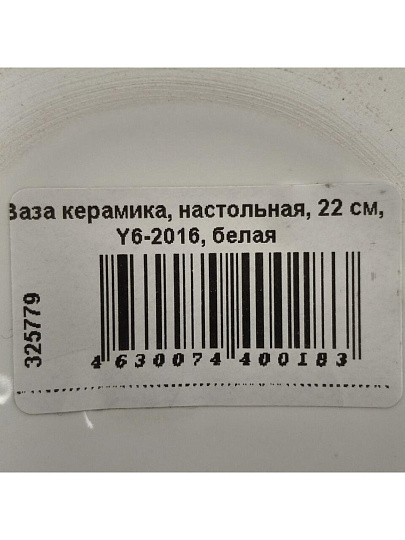 Ваза керамика, настольная, 22 см,
Y6-2016, белая
325779
4630074400183